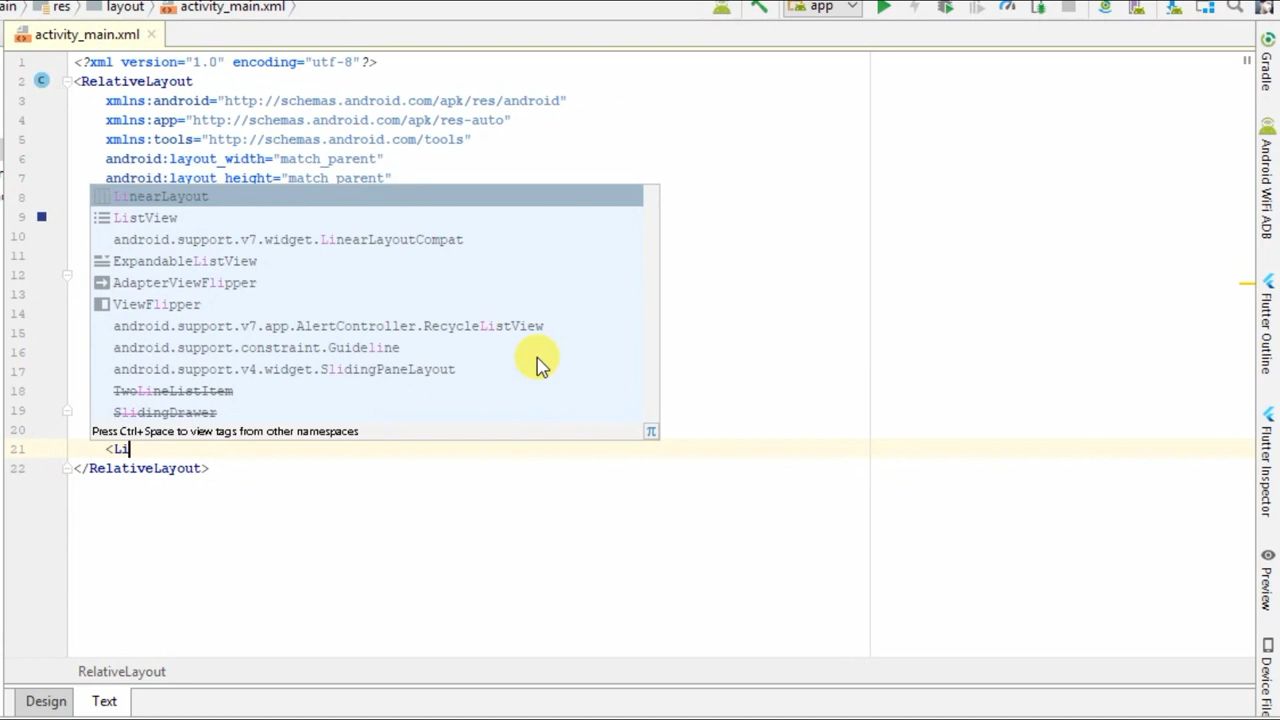 ain res layout activity_main.xml app
activity_main.xml
1 <?xml version="1.0" encoding="utf-8"?>
2 <RelativeLayout
3 xmlns:android="http://schemas.android.com/apk/res/android"
4 xmlns:app="http://schemas.android.com/apk/res-auto"
5 xmlns:tools="http://schemas.android.com/tools"
6 android:layout_width="match_parent"
7 android:layout_height="match_parent"
8 LinearLayout
9 ListView
10 android.support.v7.widget.LinearLayoutCompat
11 ExpandableListView
12 AdapterViewFlipper
13 ViewFlipper
14
15 android.support.v7.app.AlertController.RecycleListView
16 android.support.constraint.Guideline
17 android.support.v4.widget.SlidingPaneLayout
18 TwoLineListItem
19 SlidingDrawer
20 Press Ctrl+Space to view tags from other namespaces π
21 <Li
22 </RelativeLayout>
RelativeLayout
Design Text
Gradle
Android WiFi ADB
Flutter Outline
Flutter Inspector
Preview
Device File